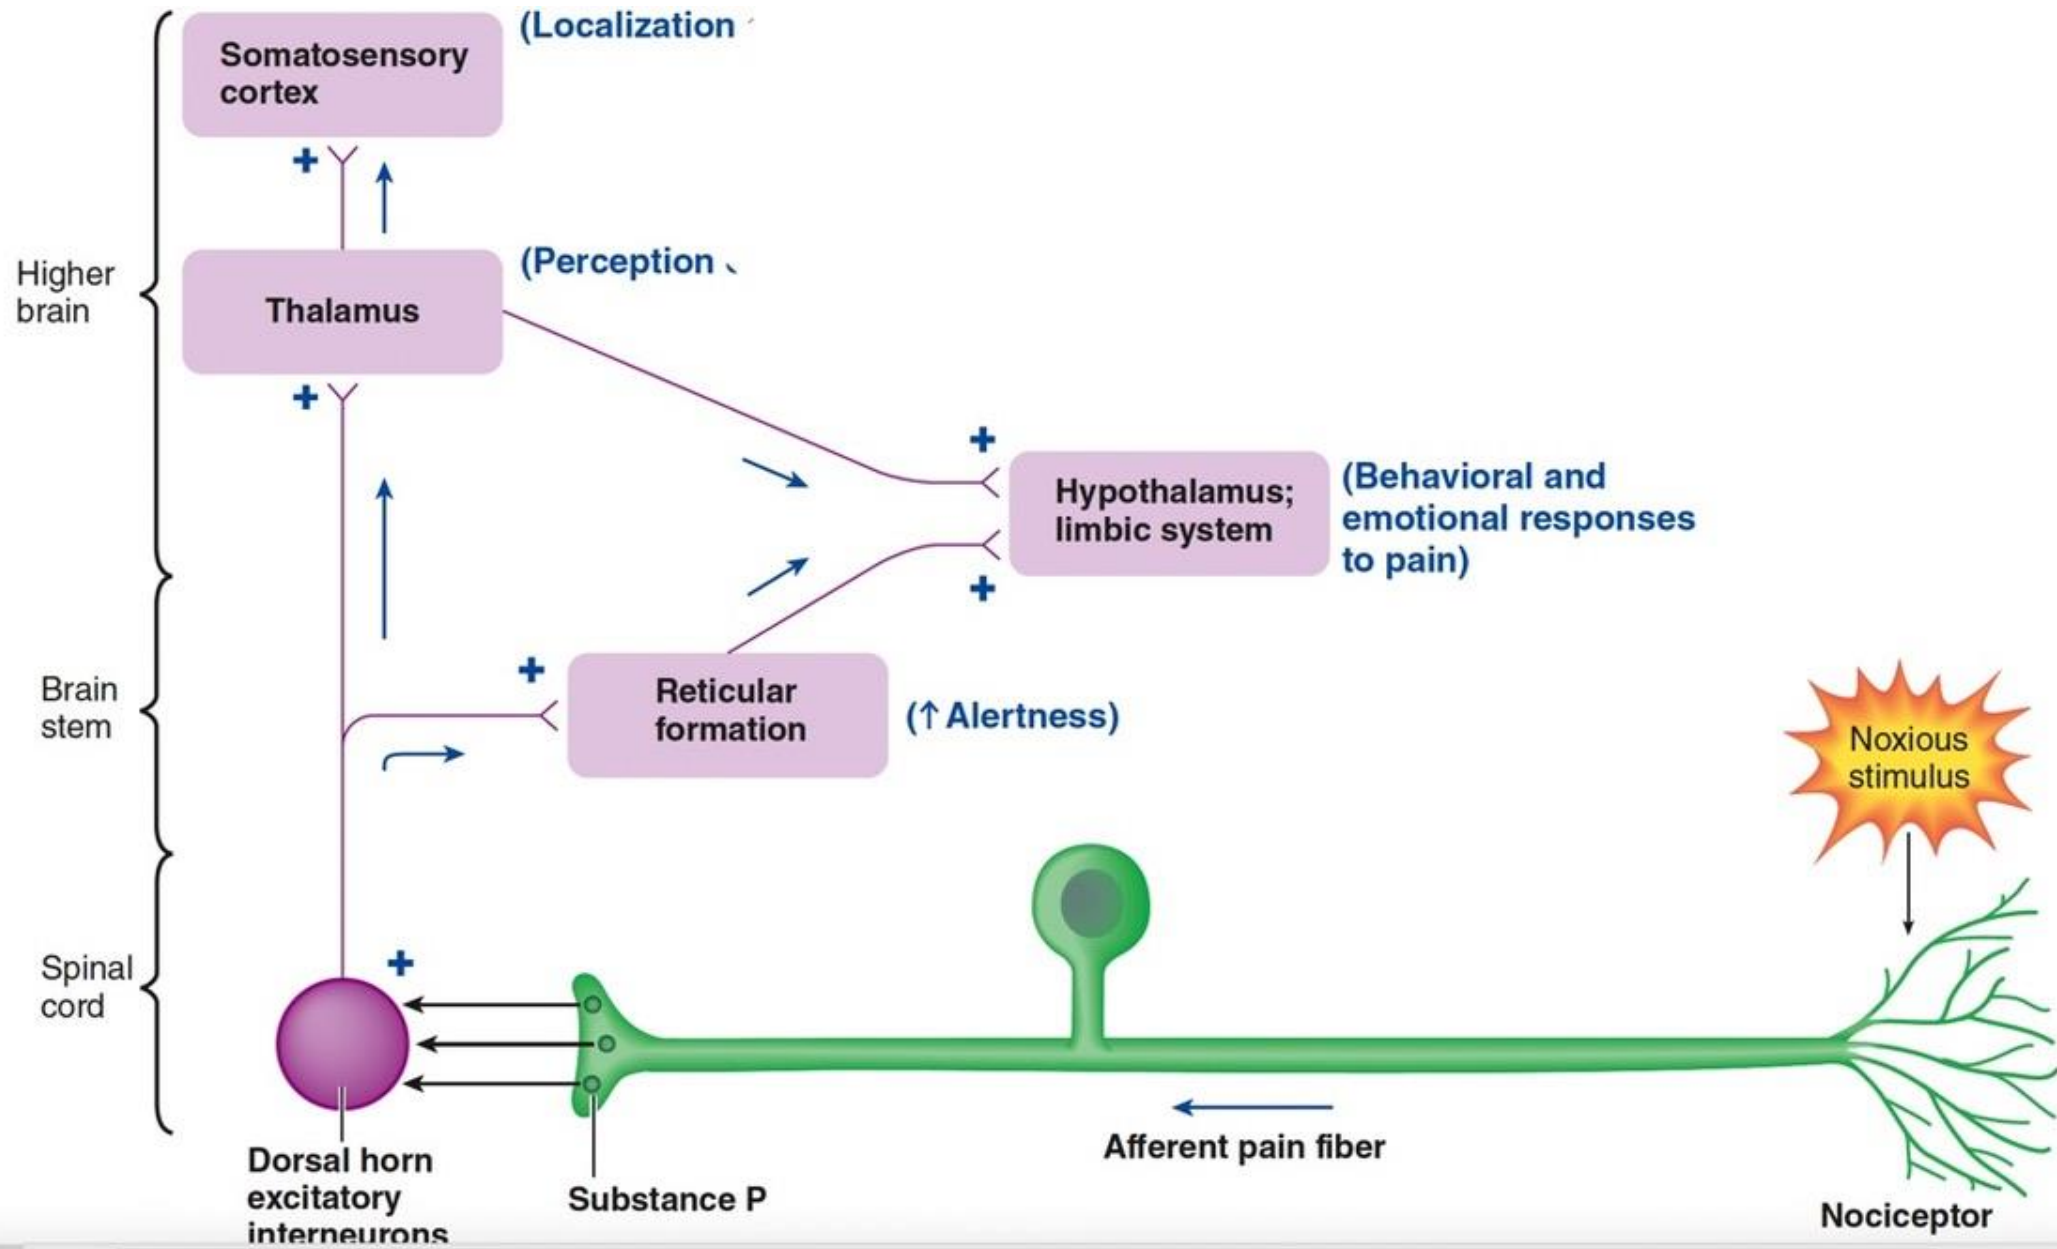 Somatosensory
cortex
(Localization
Higher
brain
Thalamus
(Perception
Hypothalamus;
limbic system
(Behavioral and
emotional responses
to pain)
Brain
stem
Reticular
formation
(↑ Alertness)
Noxious
stimulus
Spinal
cord
Dorsal horn
excitatory
interneurons
Substance P
Afferent pain fiber
Nociceptor
+
+
+
+
+
+